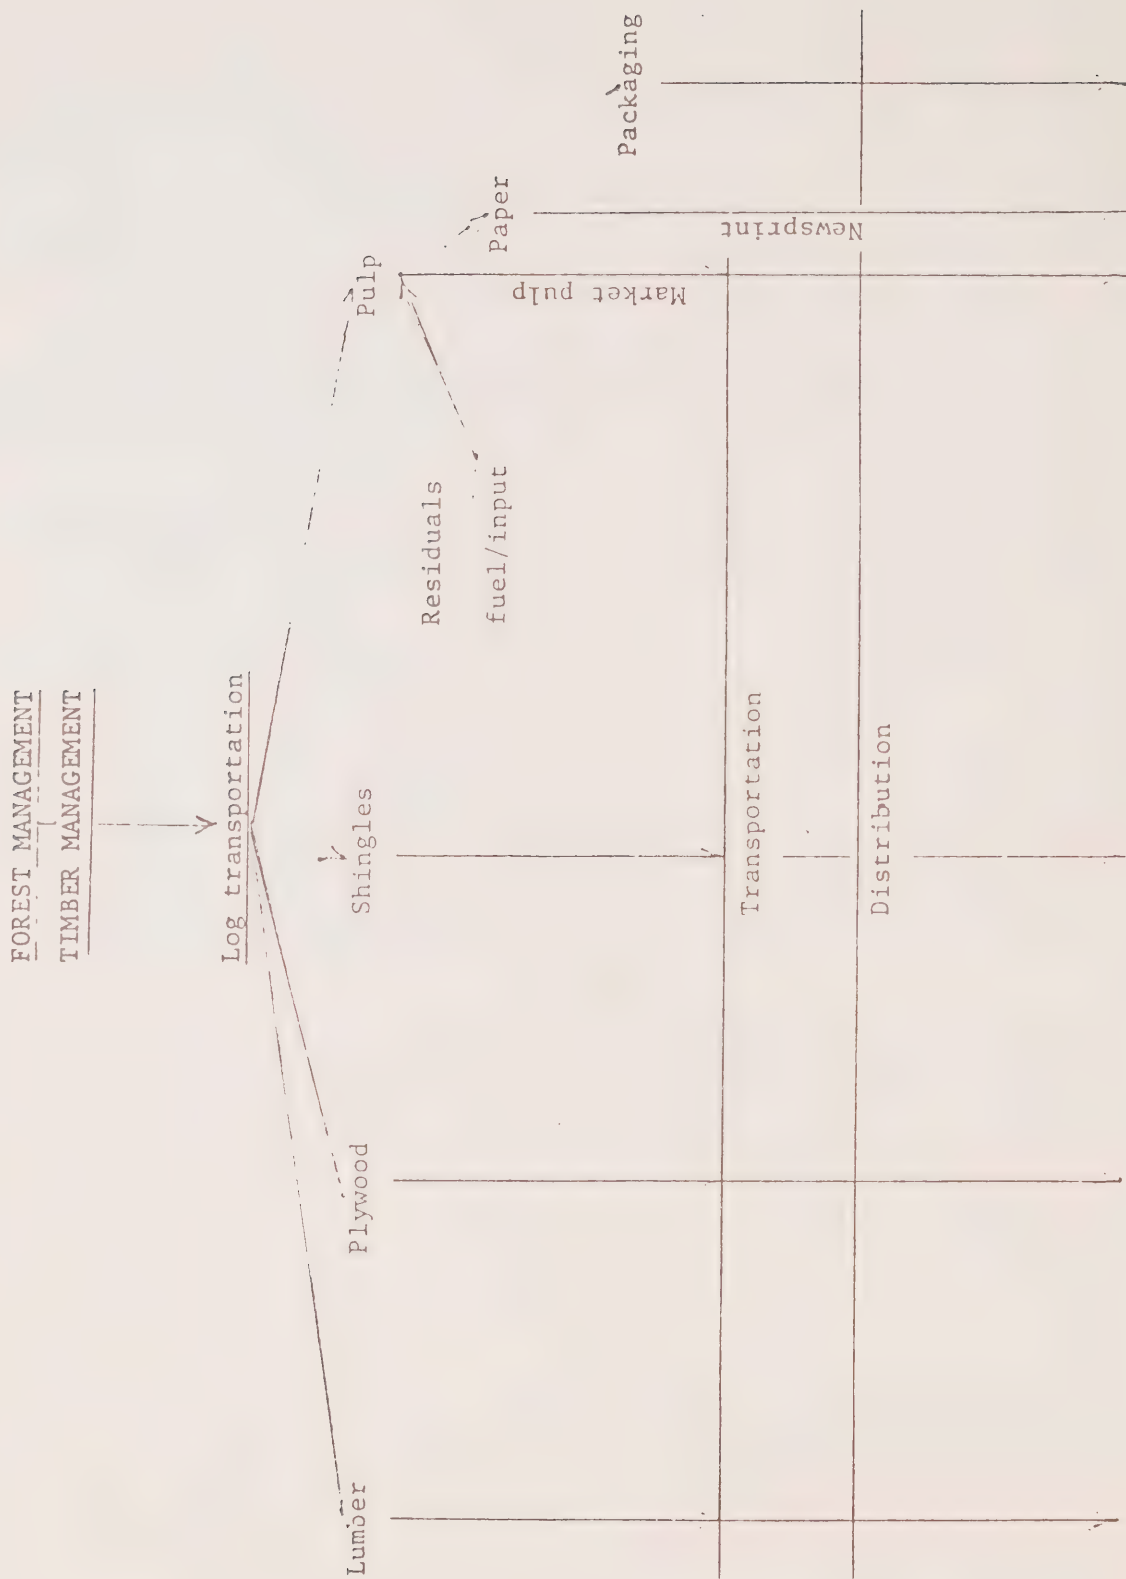 FOREST MANAGEMENT
TIMBER MANAGEMENT
Log transportation
Lumber
Plywood
Shingles
Pulp
Residuals
fuel/input
Paper
Packaging
Market pulp
Newsprint
Transportation
Distribution